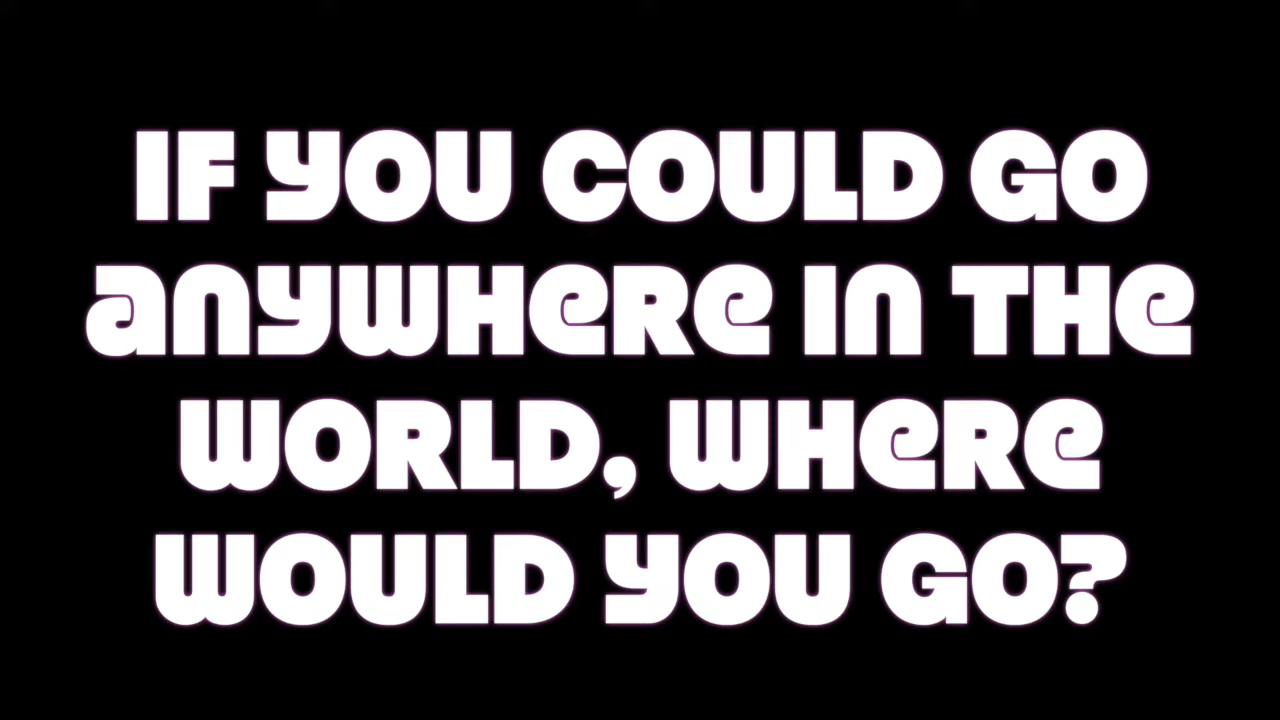 IF YOU COULD GO
ANYWHERE IN THE
WORLD, WHERE
WOULD YOU GO?